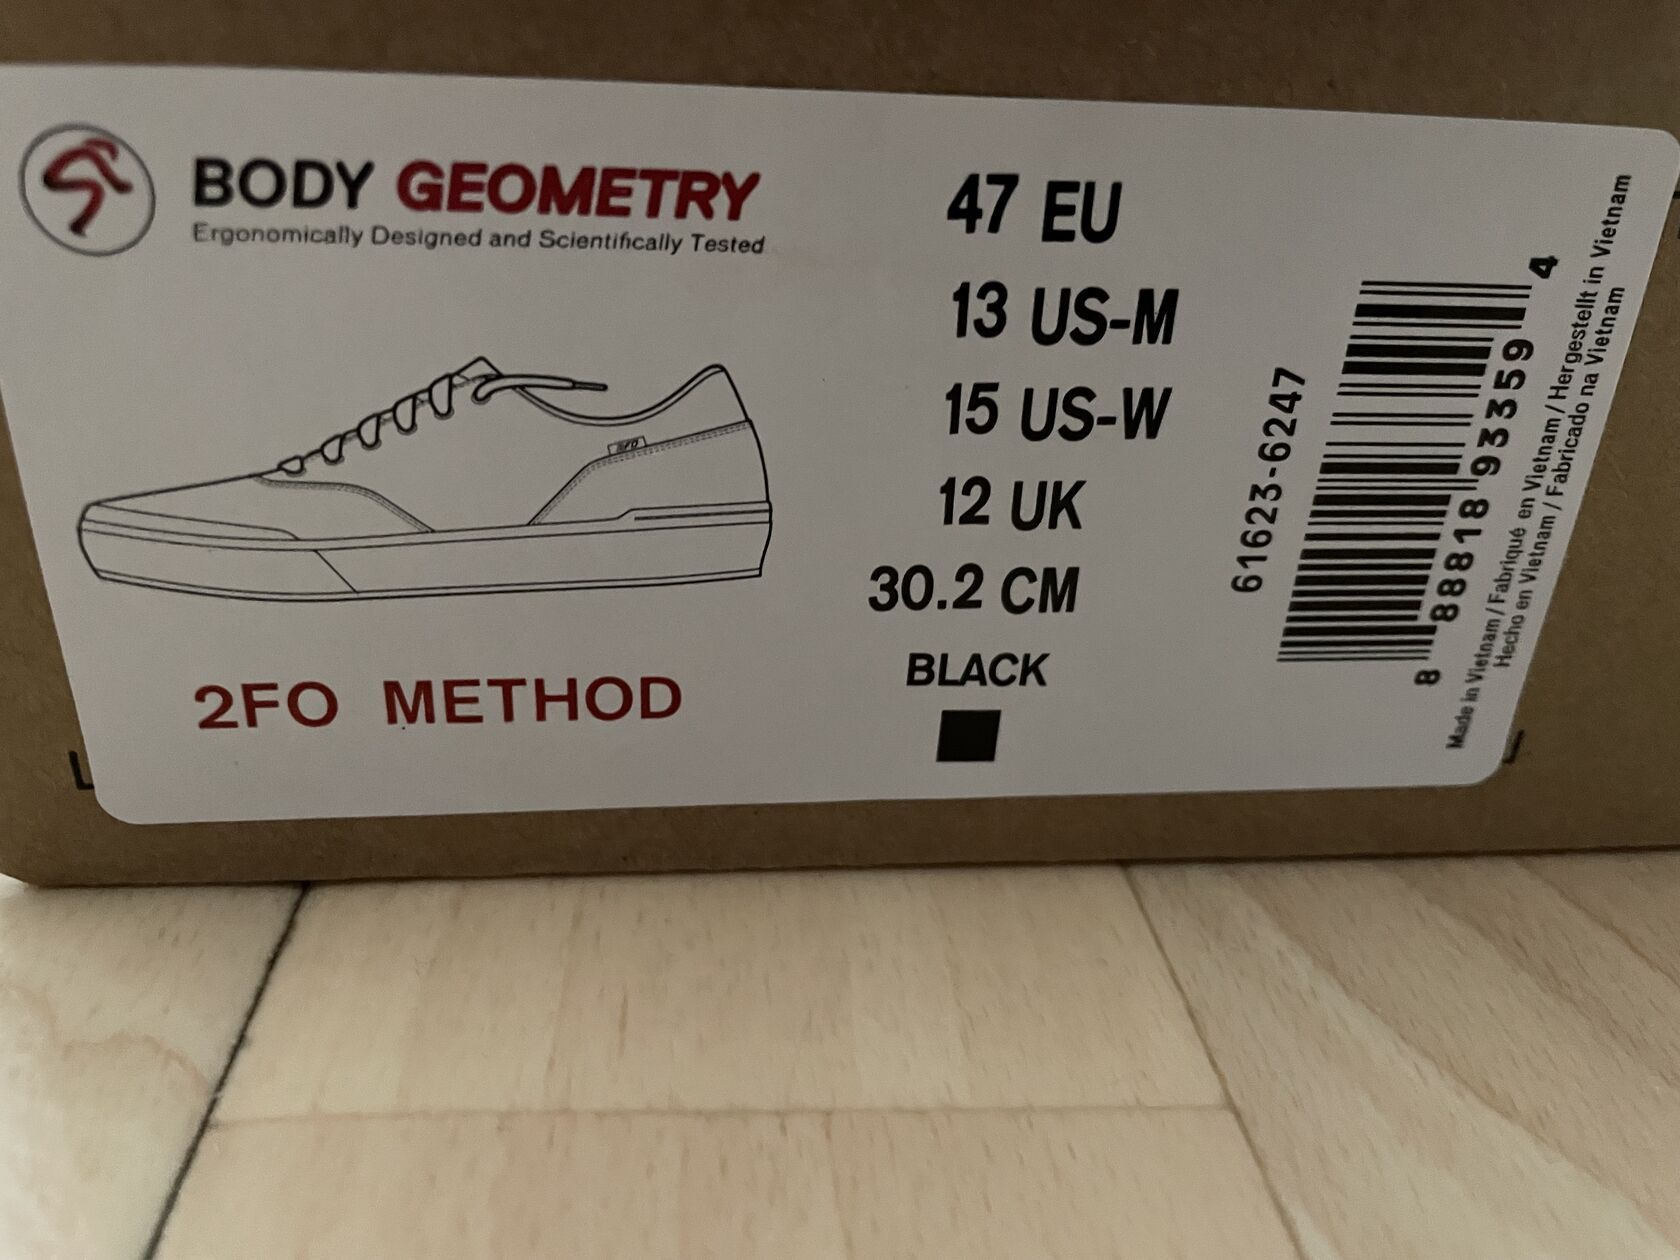 BODY GEOMETRY
Ergonomically Designed and Scientifically Tested
2FO
2FO METHOD
47 EU
13 US-M
15 US-W
12 UK
30.2 CM
BLACK
61623-6247
8 88818 93359 4
Made in Vietnam / Fabriqué en Vietnam / Hergestellt in Vietnam
Hecho en Vietnam / Fabricado na Vietnam